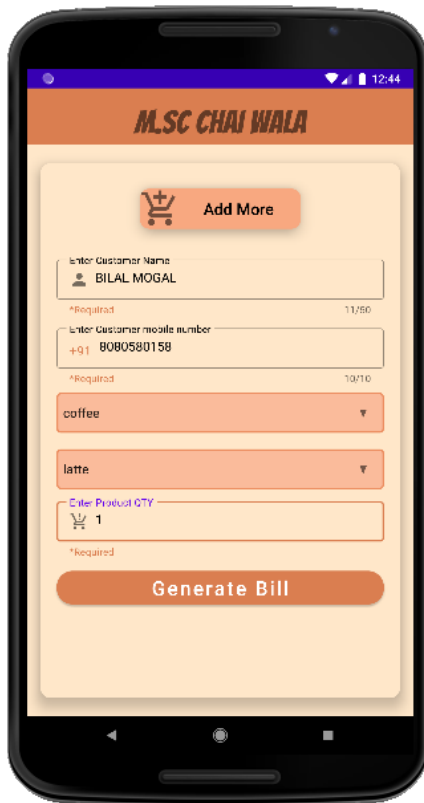 12:44
M.SC CHAI WALA
Add More
Enter Customer Name
BILAL MOGAL
*Required 11/50
Enter Customer mobile number
+91 8080580158
*Required 10/10
coffee
latte
Enter Product QTY
1
*Required
Generate Bill